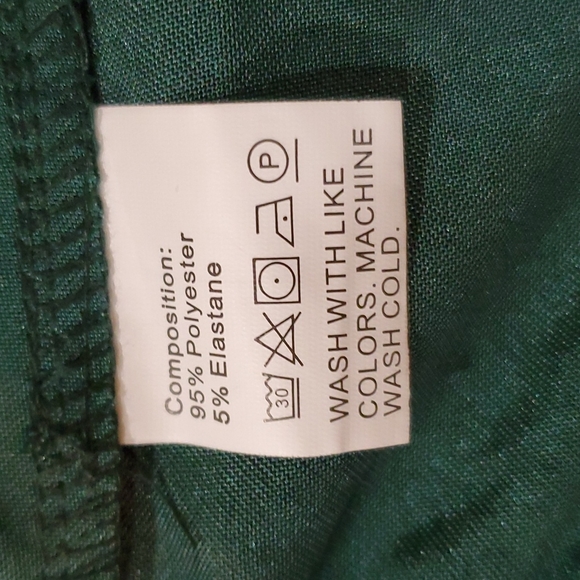 Composition:
95% Polyester
5% Elastane
30 P
WASH WITH LIKE
COLORS. MACHINE
WASH COLD.